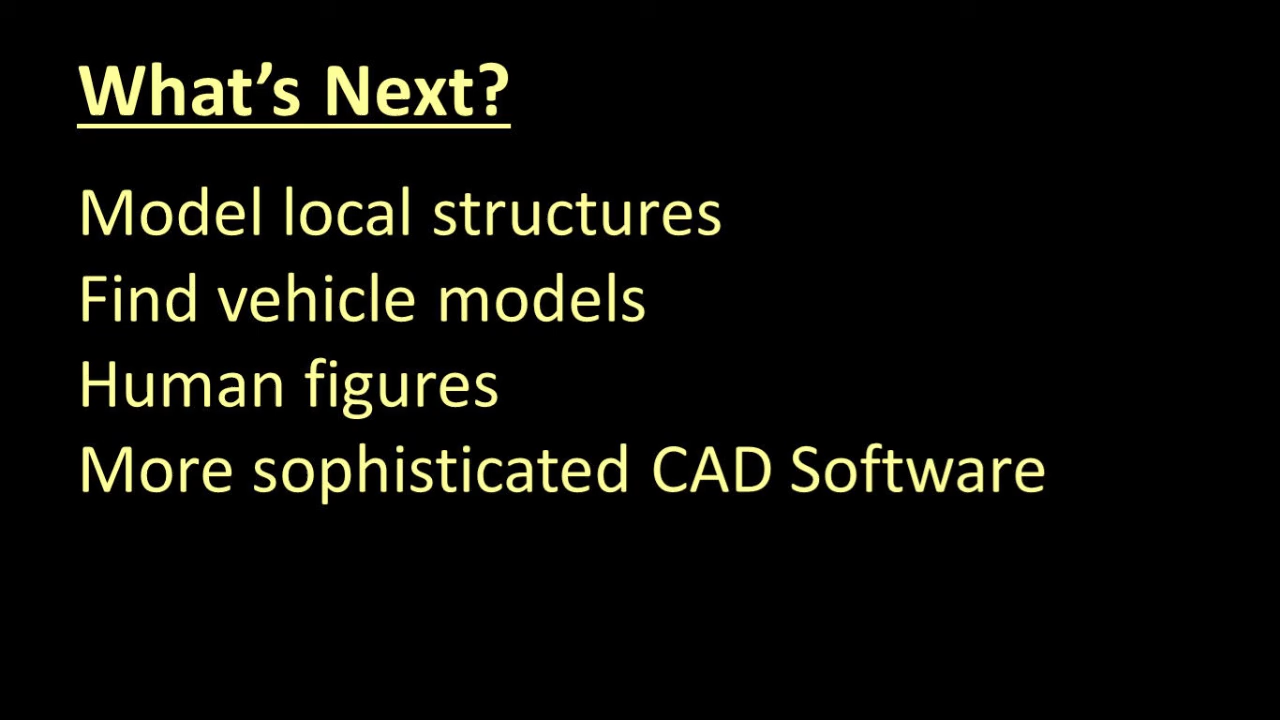 What’s Next?
Model local structures
Find vehicle models
Human figures
More sophisticated CAD Software